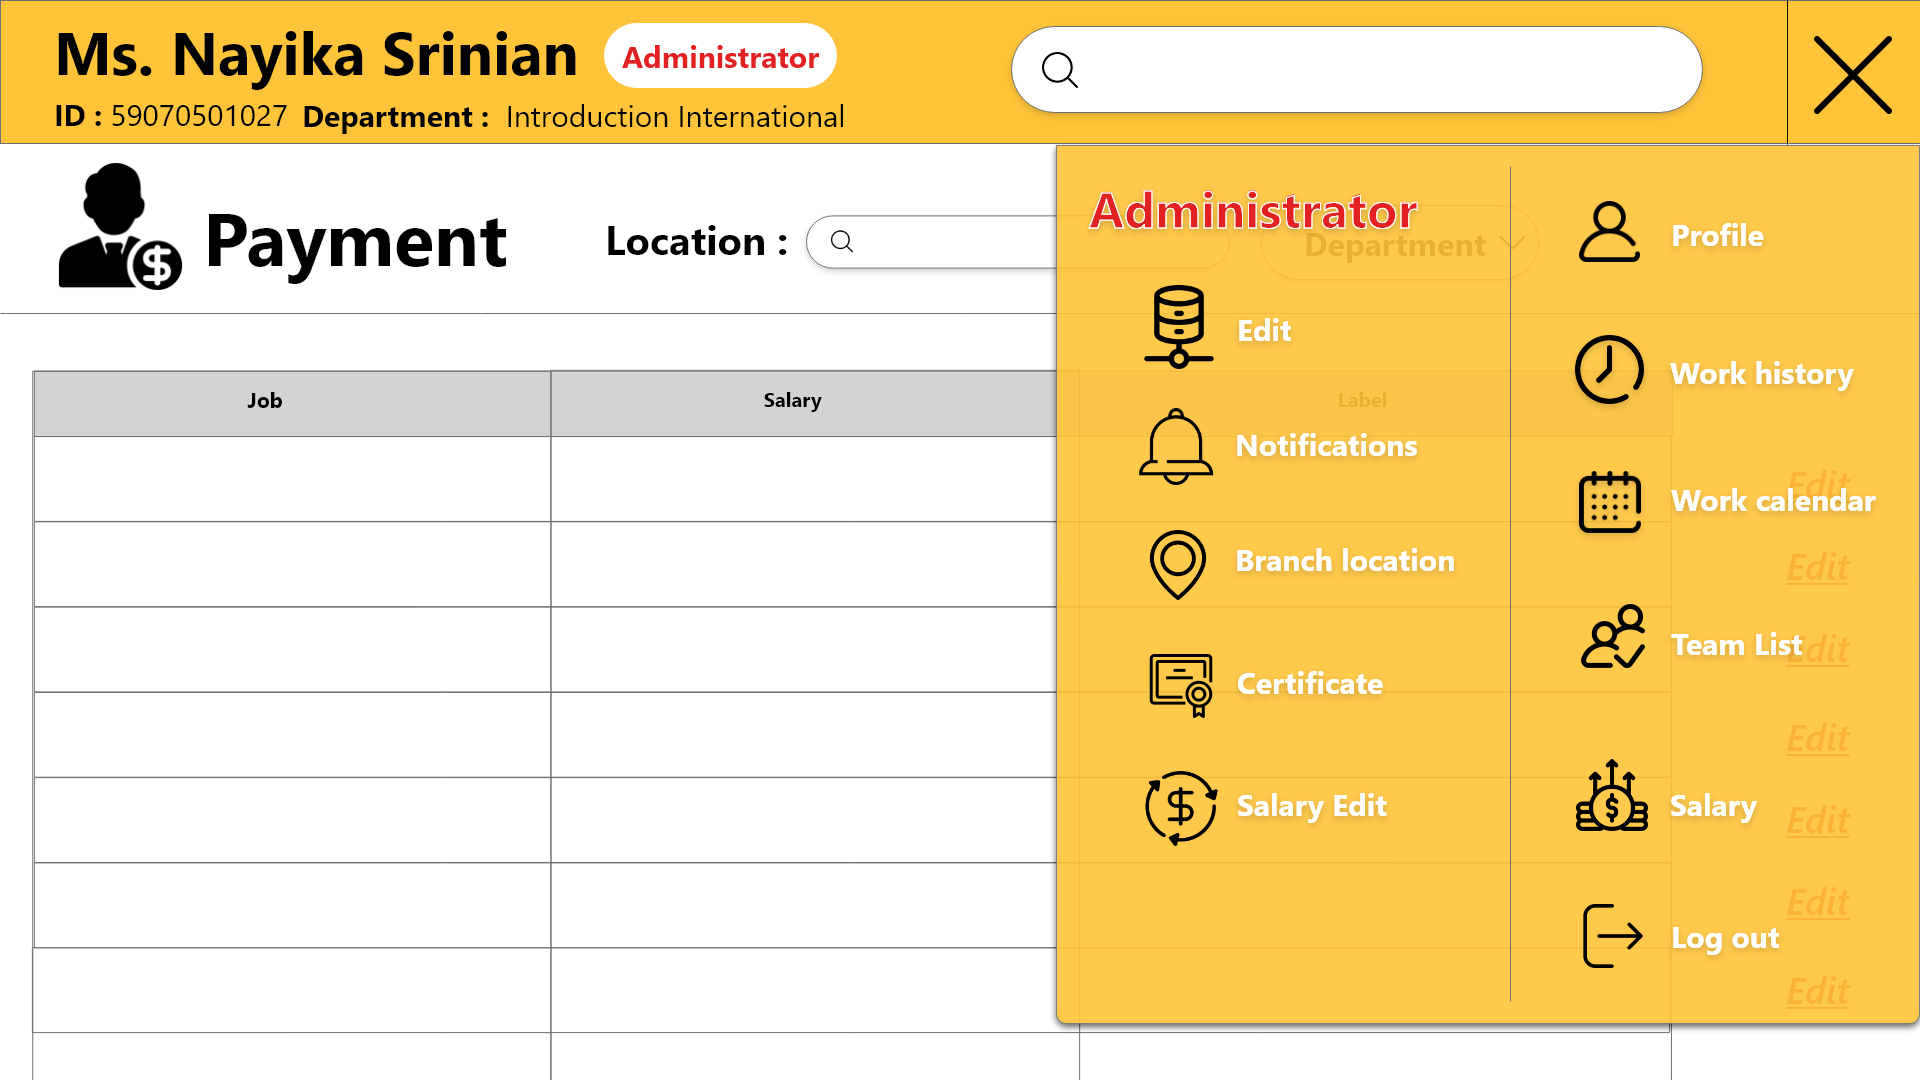 Ms. Nayika Srinian Administrator
ID : 59070501027 Department : Introduction International
Payment
Location :
Department
Job
Salary
Label
Administrator
Edit
Notifications
Branch location
Certificate
Salary Edit
Profile
Work history
Work calendar
Team List
Salary
Log out
Edit
Edit
Edit
Edit
Edit
Edit
Edit